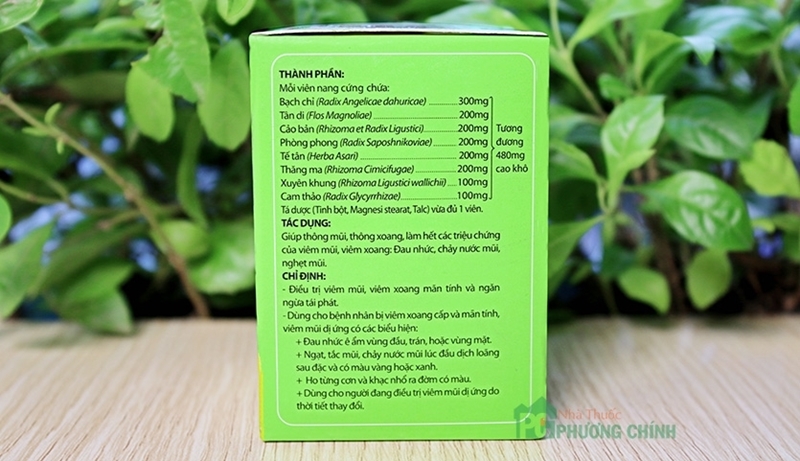 THÀNH PHẦN:
Mỗi viên nang cứng chứa:
Bạch chỉ (Radix Angelicae dahuricae) ............... 300mg
Tân di (Flos Magnoliae) ............... 200mg
Cảo bản (Rhizoma et Radix Ligustici) ............... 200mg
Phòng phong (Radix Saposhnikoviae) ............... 200mg
Tế tân (Herba Asari) ............... 200mg
Thăng ma (Rhizoma Cimicifugae) ............... 200mg
Xuyên khung (Rhizoma Ligustici wallichii) ............... 100mg
Cam thảo (Radix Glycyrrhizae) ............... 100mg
Tương
đương
480mg
cao khô
Tá dược (Tinh bột, Magnesi stearat, Talc) vừa đủ 1 viên.
TÁC DỤNG:
Giúp thông mũi, thông xoang, làm hết các triệu chứng
của viêm mũi, viêm xoang: Đau nhức, chảy nước mũi,
nghẹt mũi.
CHỈ ĐỊNH:
- Điều trị viêm mũi, viêm xoang mãn tính và ngăn
ngừa tái phát.
- Dùng cho bệnh nhân bị viêm xoang cấp và mãn tính,
viêm mũi dị ứng có các biểu hiện:
+ Đau nhức ê ẩm vùng đầu, trán, hoặc vùng mặt.
+ Ngạt, tắc mũi, chảy nước mũi lúc đầu dịch loãng
sau đặc và có màu vàng hoặc xanh.
+ Ho từng cơn và khạc nhổ ra đờm có màu.
+ Dùng cho người đang điều trị viêm mũi dị ứng do
thời tiết thay đổi.
Nhà Thuốc
PHƯƠNG CHÍNH